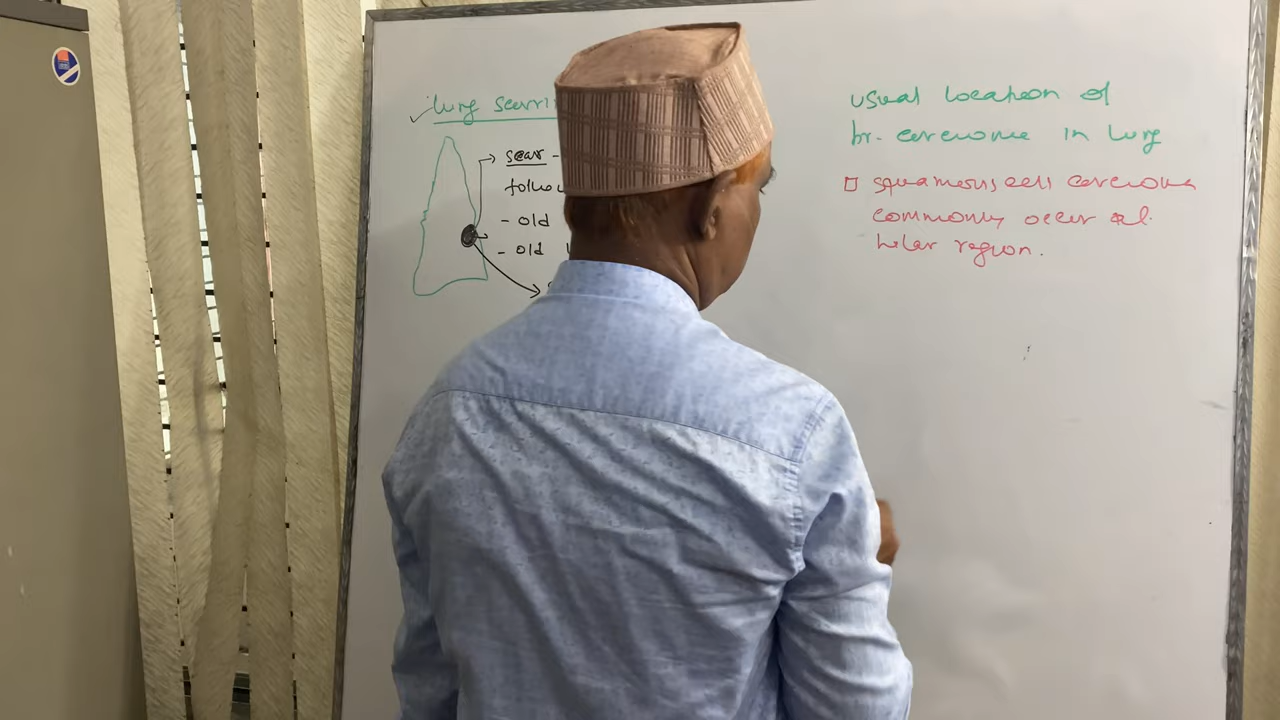 ✓ lung scarri
scar -
follow
- old
- old
usual location of
br. carcinoma in lung
□ squamous cell carcinoma
commonly occur at
hilar region.